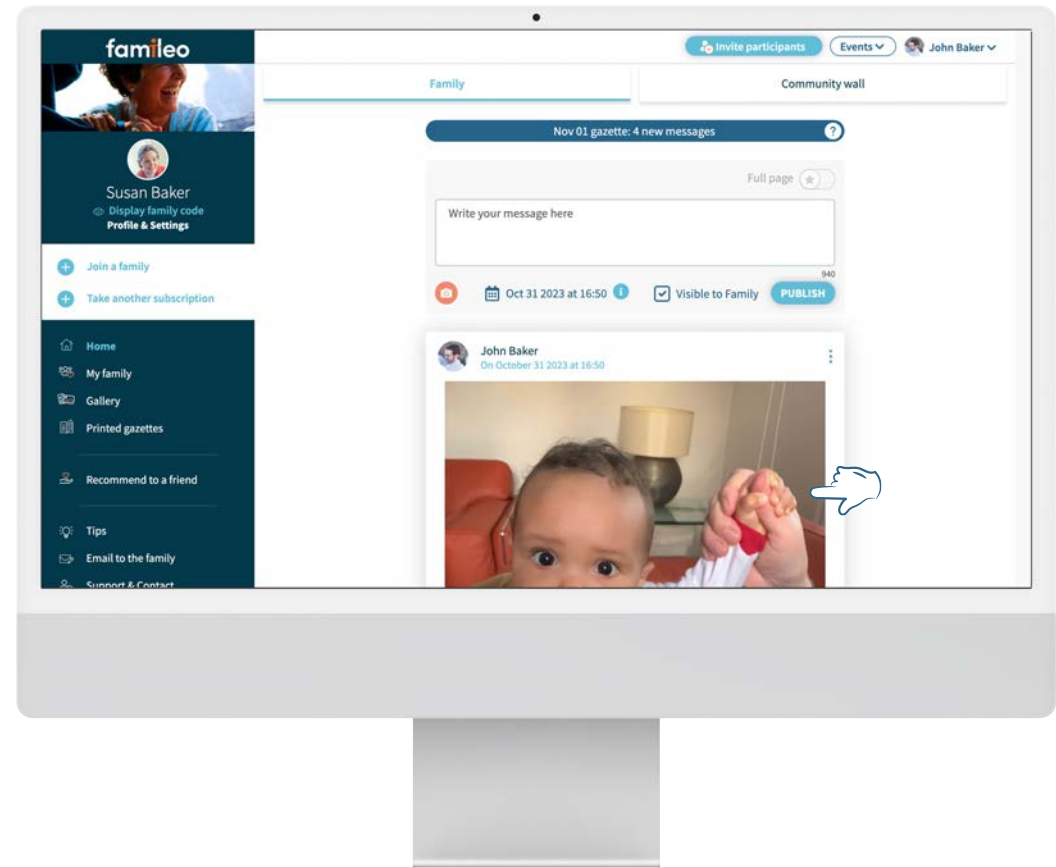 famileo
Invite participants
Events
John Baker
Family
Community wall
Nov 01 gazette: 4 new messages
?
Susan Baker
Display family code
Profile & Settings
Full page
Write your message here
940
Join a family
Take another subscription
Oct 31 2023 at 16:50
i
Visible to Family
PUBLISH
Home
My family
Gallery
Printed gazettes
Recommend to a friend
Tips
Email to the family
Support & Contact
John Baker
On October 31 2023 at 16:50